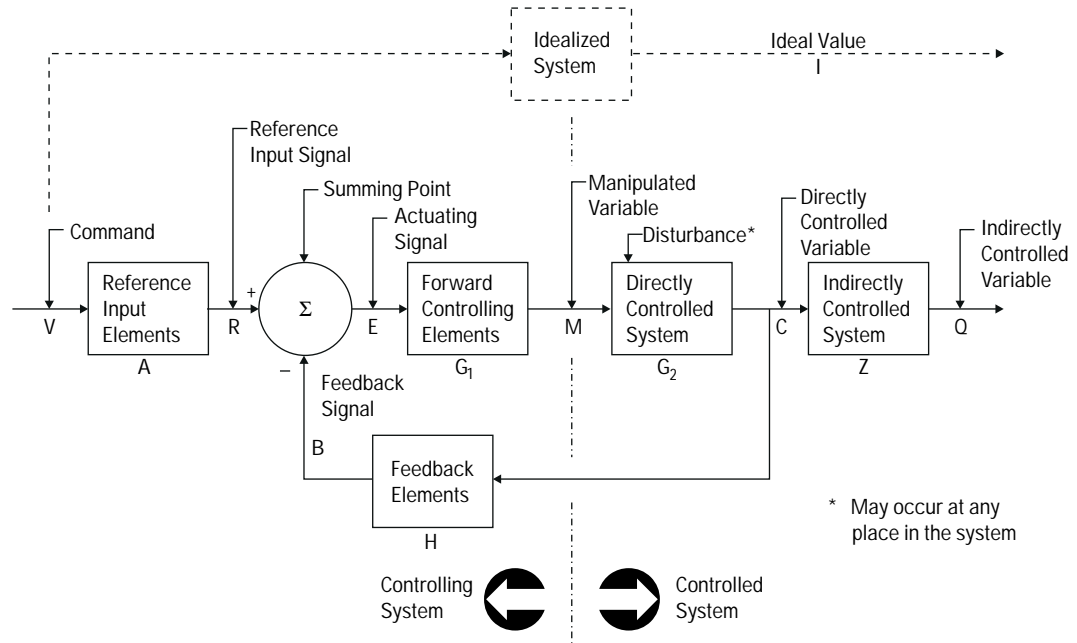 Idealized
System
Ideal Value
I
Reference
Input Signal
Summing Point
Actuating
Signal
Manipulated
Variable
Disturbance*
Directly
Controlled
Variable
Indirectly
Controlled
Variable
Command
V
Reference
Input
Elements
A
R
+
Σ
−
E
Forward
Controlling
Elements
G1
M
Directly
Controlled
System
G2
C
Indirectly
Controlled
System
Z
Q
Feedback
Signal
B
Feedback
Elements
H
* May occur at any
place in the system
Controlling
System
Controlled
System